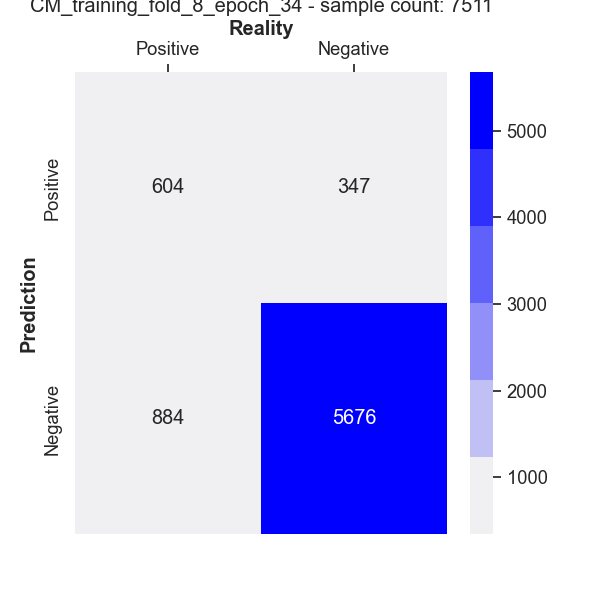 CM_training_fold_8_epoch_34 - sample count: 7511
Reality
Positive Negative
Prediction
Positive
604 347
Negative
884 5676
5000
4000
3000
2000
1000